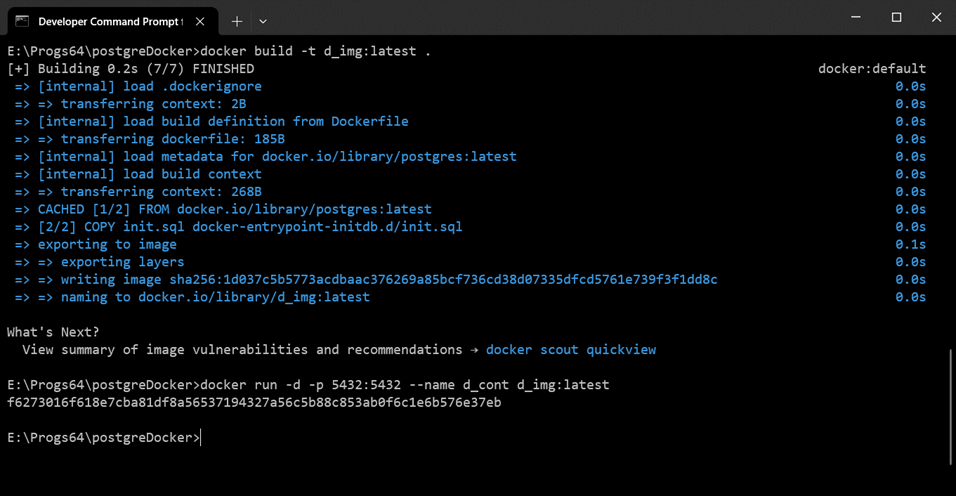 Developer Command Prompt f
E:\Progs64\postgreDocker>docker build -t d_img:latest .
[+] Building 0.2s (7/7) FINISHED docker:default
=> [internal] load .dockerignore 0.0s
=> => transferring context: 2B 0.0s
=> [internal] load build definition from Dockerfile 0.0s
=> => transferring dockerfile: 185B 0.0s
=> [internal] load metadata for docker.io/library/postgres:latest 0.0s
=> [internal] load build context 0.0s
=> => transferring context: 268B 0.0s
=> CACHED [1/2] FROM docker.io/library/postgres:latest 0.0s
=> [2/2] COPY init.sql docker-entrypoint-initdb.d/init.sql 0.0s
=> exporting to image 0.1s
=> => exporting layers 0.0s
=> => writing image sha256:1d037c5b5773acdbaac376269a85bcf736cd38d07335dfcd5761e739f3f1dd8c 0.0s
=> => naming to docker.io/library/d_img:latest 0.0s
What's Next?
View summary of image vulnerabilities and recommendations → docker scout quickview
E:\Progs64\postgreDocker>docker run -d -p 5432:5432 --name d_cont d_img:latest
f6273016f618e7cba81df8a56537194327a56c5b88c853ab0f6c1e6b576e37eb
E:\Progs64\postgreDocker>